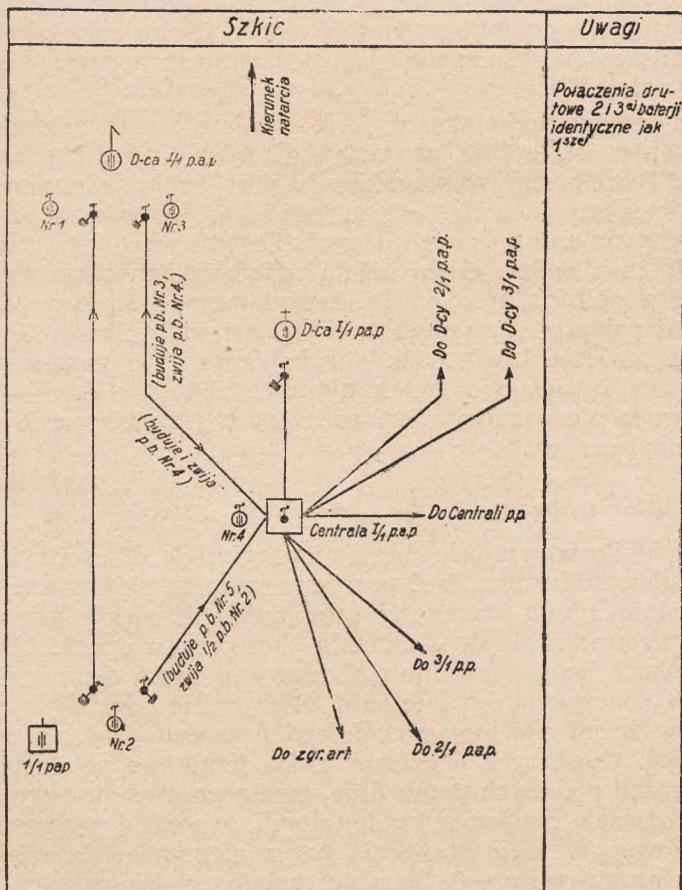 Szkic
Uwagi
Kierunek
natarcia
Połączenia dru-
towe 2 i 3ej baterji
identyczne jak
1szej
D-ca 1/1 p.a.p
Nr.1
Nr.3
(buduje p.b. Nr.3,
zwija p.b. Nr.4.)
D-ca I/1 p.a.p
Do D-cy 2/1 p.a.p.
Do D-cy 3/1 p.a.p.
(buduje i zwija
p.b. Nr.4)
Nr.4
Centrala I/1 p.a.p.
Do Centrali p.p.
(buduje p.b. Nr.5,
zwija 1/2 p.b. Nr.2)
Do 3/1 p.p.
Nr.2
1/1 pap
Do zgr. art.
Do 2/1 p.a.p.